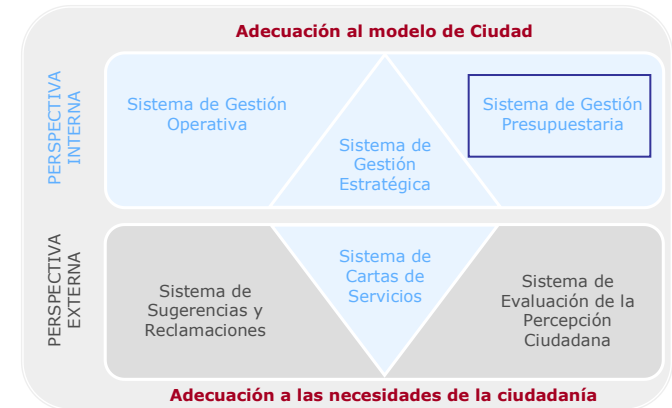 Adecuación al modelo de Ciudad
PERSPECTIVA
INTERNA
Sistema de Gestión
Operativa
Sistema de
Gestión
Estratégica
Sistema de Gestión
Presupuestaria
PERSPECTIVA
EXTERNA
Sistema de
Sugerencias y
Reclamaciones
Sistema de
Cartas de
Servicios
Sistema de
Evaluación de la
Percepción
Ciudadana
Adecuación a las necesidades de la ciudadanía